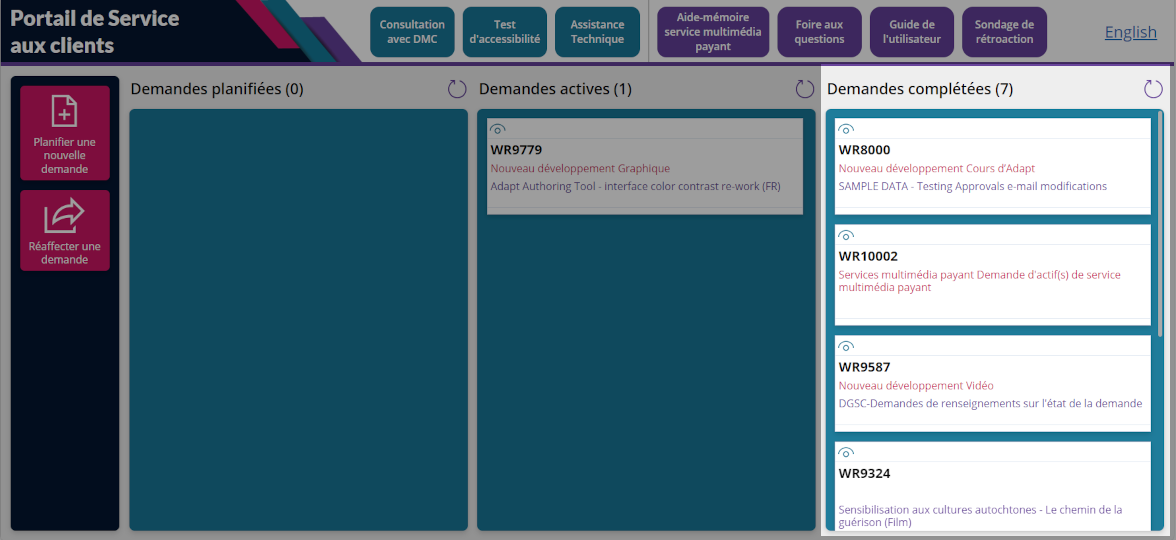 Portail de Service
aux clients
Consultation
avec DMC
Test
d'accessibilité
Assistance
Technique
Aide-mémoire
service multimédia
payant
Foire aux
questions
Guide de
l'utilisateur
Sondage de
rétroaction
English
Planifier une
nouvelle
demande
Réaffecter une
demande
Demandes planifiées (0)
Demandes actives (1)
WR9779
Nouveau développement Graphique
Adapt Authoring Tool - interface color contrast re-work (FR)
Demandes complétées (7)
WR8000
Nouveau développement Cours d’Adapt
SAMPLE DATA - Testing Approvals e-mail modifications
WR10002
Services multimédia payant Demande d'actif(s) de service
multimédia payant
WR9587
Nouveau développement Vidéo
DGSC-Demandes de renseignements sur l'état de la demande
WR9324
Sensibilisation aux cultures autochtones - Le chemin de la
guérison (Film)